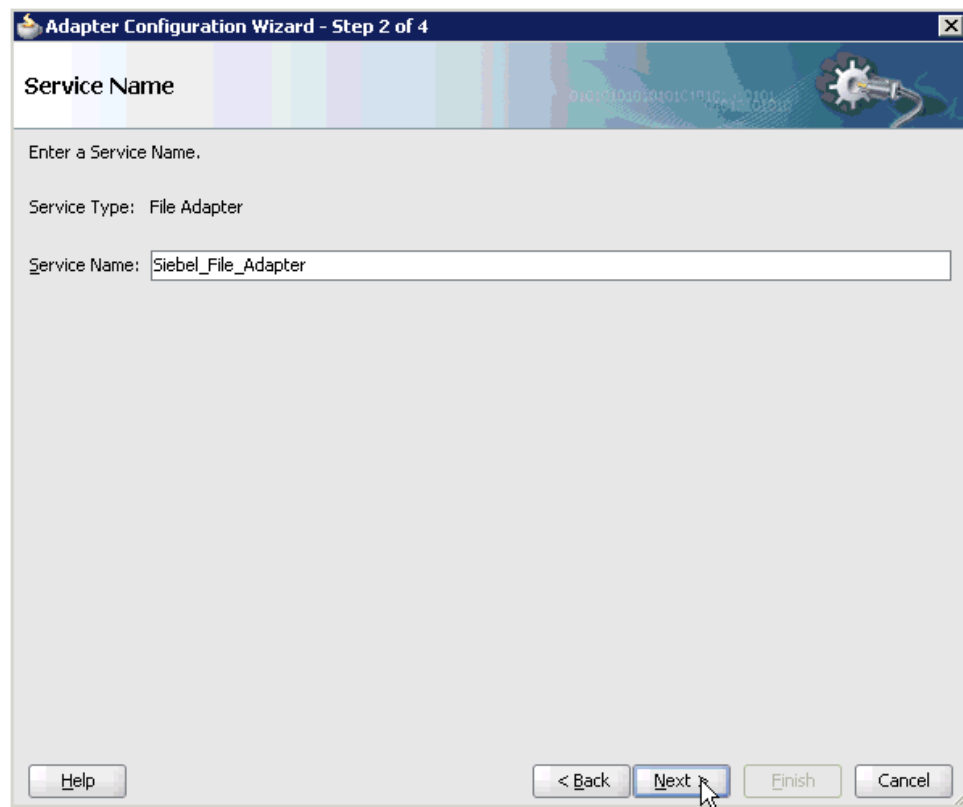 Adapter Configuration Wizard - Step 2 of 4
Service Name
Enter a Service Name.
Service Type: File Adapter
Service Name: Siebel_File_Adapter
Help < Back Next > Finish Cancel